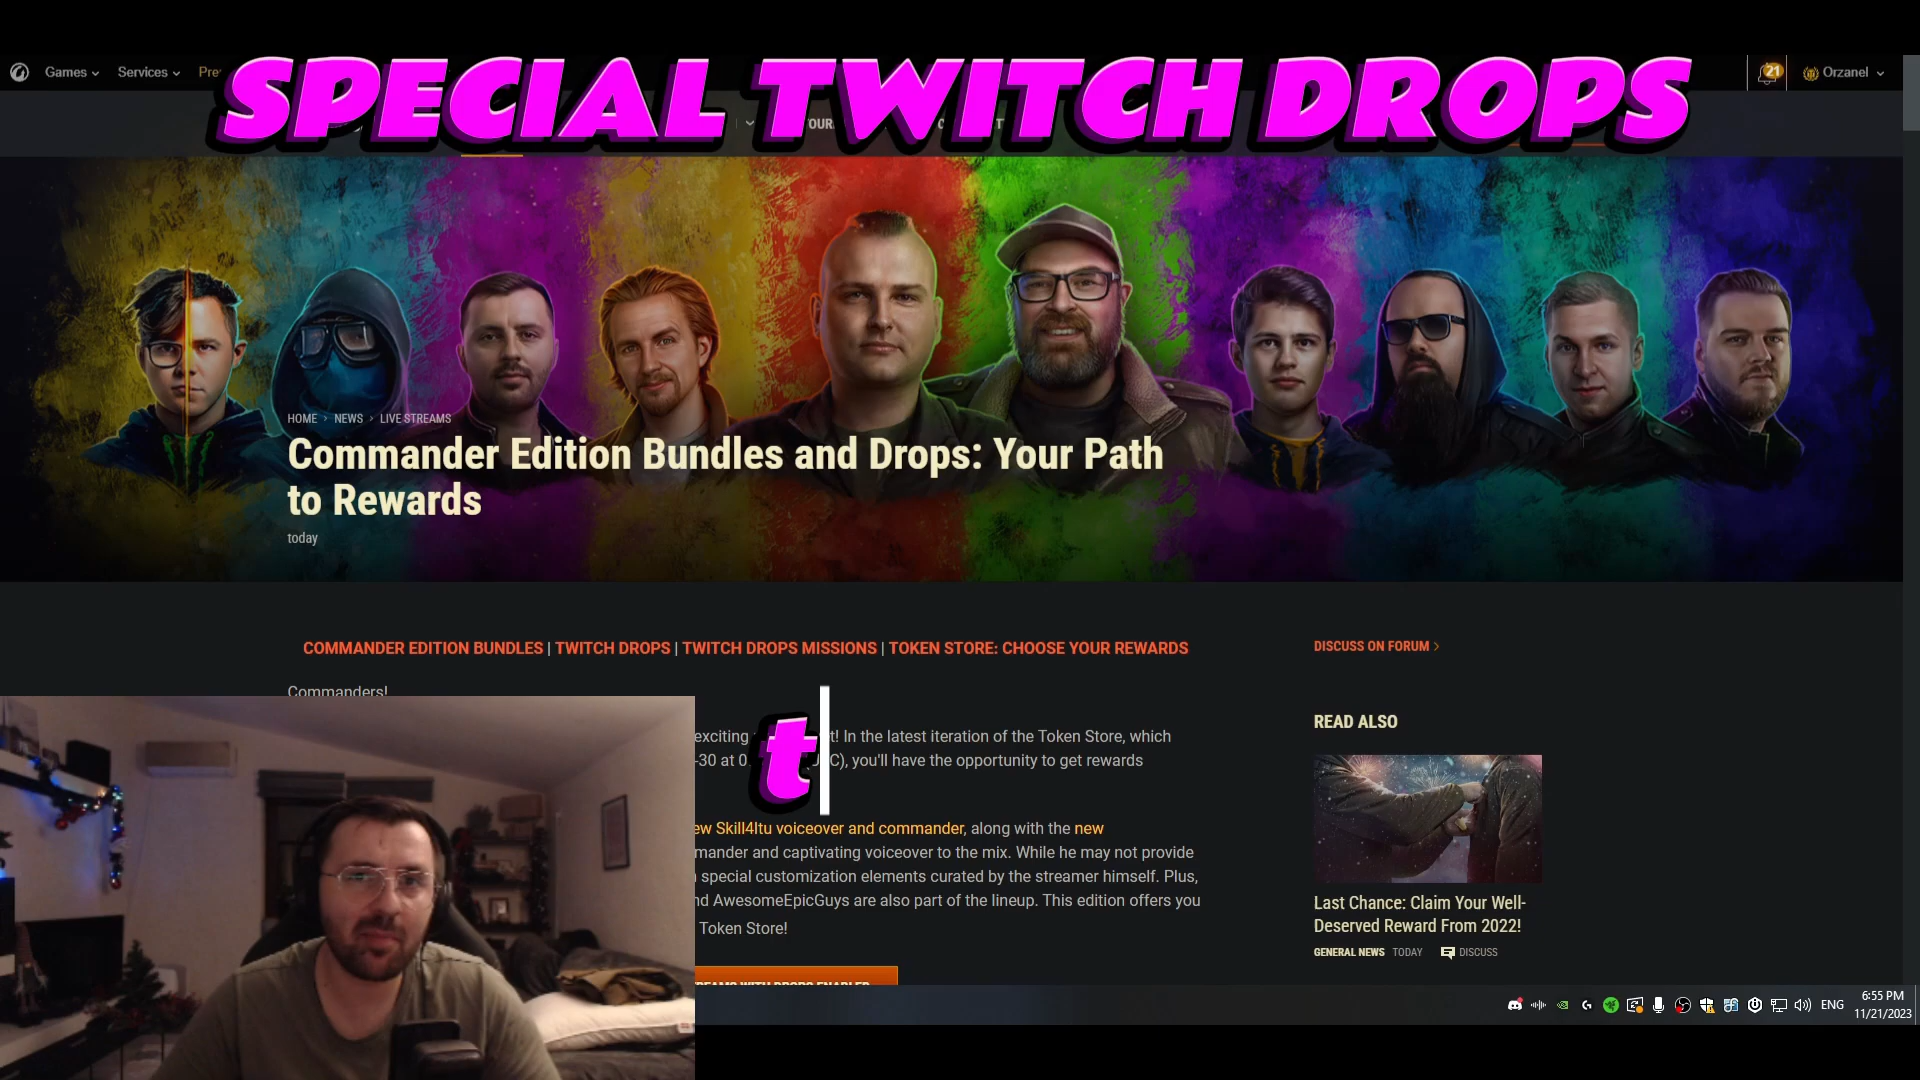 SPECIAL TWITCH DROPS
Games
Services
21
Orzanel
HOME > NEWS > LIVE STREAMS
Commander Edition Bundles and Drops: Your Path
to Rewards
today
COMMANDER EDITION BUNDLES | TWITCH DROPS | TWITCH DROPS MISSIONS | TOKEN STORE: CHOOSE YOUR REWARDS
DISCUSS ON FORUM >
Commanders!
READ ALSO
exciting t! In the latest iteration of the Token Store, which
t
-30 at 0 C), you'll have the opportunity to get rewards
Skill4ltu voiceover and commander, along with the new
mander and captivating voiceover to the mix. While he may not provide
special customization elements curated by the streamer himself. Plus,
AwesomeEpicGuys are also part of the lineup. This edition offers you
Token Store!
Last Chance: Claim Your Well-
Deserved Reward From 2022!
GENERAL NEWS TODAY DISCUSS
ENG
6:55 PM
11/21/2023